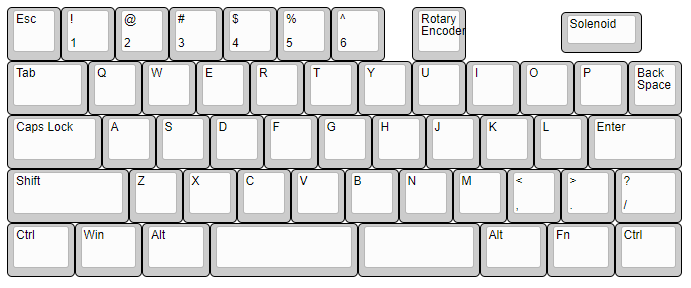 Esc ! @ # $ % ^ Rotary Encoder Solenoid
1 2 3 4 5 6
Tab Q W E R T Y U I O P Back Space
Caps Lock A S D F G H J K L Enter
Shift Z X C V B N M < > ?
, . /
Ctrl Win Alt Alt Fn Ctrl